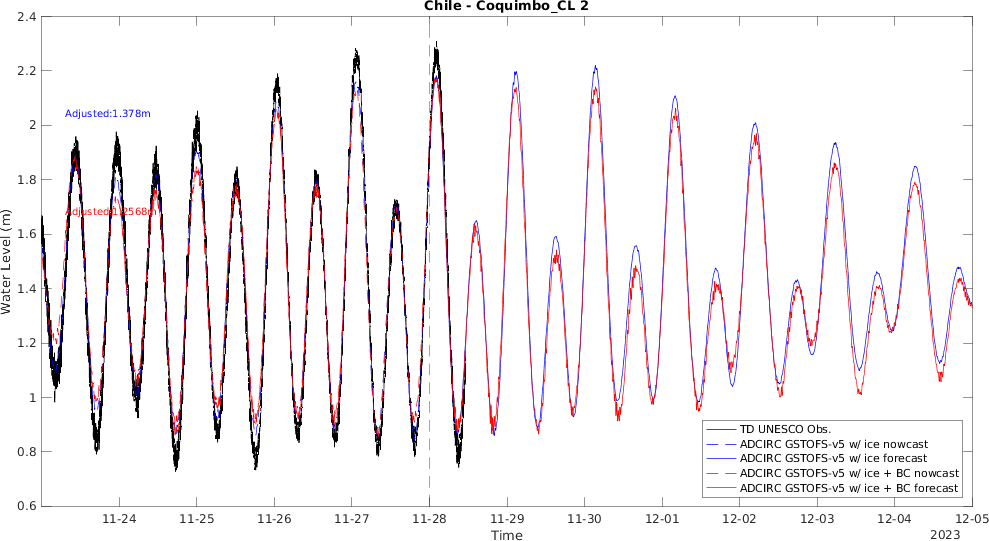 Chile - Coquimbo_CL 2
2.4
2.2
2
1.8
1.6
1.4
1.2
1
0.8
0.6
Water Level (m)
Adjusted:1.378m
Adjusted:1.2568m
TD UNESCO Obs.
ADCIRC GSTOFS-v5 w/ ice nowcast
ADCIRC GSTOFS-v5 w/ ice forecast
ADCIRC GSTOFS-v5 w/ ice + BC nowcast
ADCIRC GSTOFS-v5 w/ ice + BC forecast
11-24 11-25 11-26 11-27 11-28 11-29 11-30 12-01 12-02 12-03 12-04 12-05
Time
2023